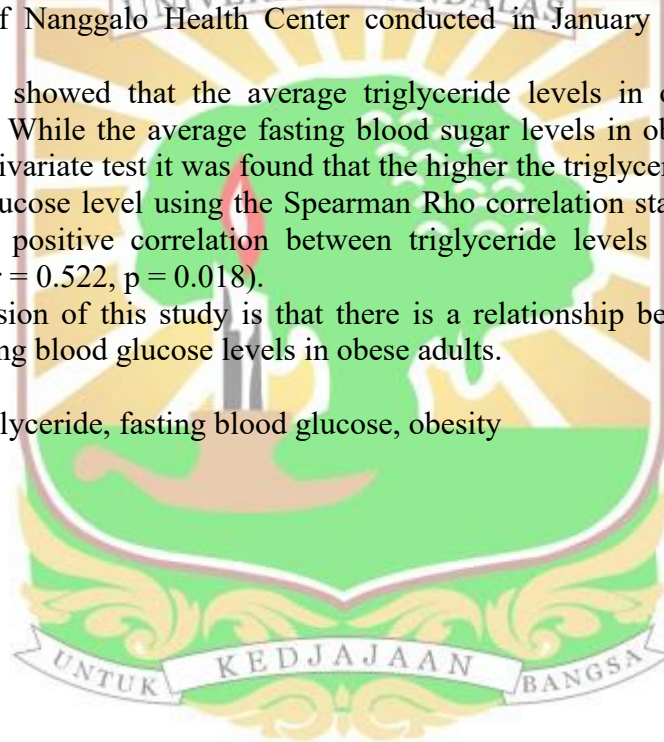 UNIVERSITAS ANDALAS
of Nanggalo Health Center conducted in January
showed that the average triglyceride levels in
While the average fasting blood sugar levels in
ivariate test it was found that the higher the
ucose level using the Spearman Rho correlation
positive correlation between triglyceride levels
= 0.522, p = 0.018).
sion of this study is that there is a relationship
ng blood glucose levels in obese adults.
lyceride, fasting blood glucose, obesity
UNTUK KEDJAJAAN BANGSA